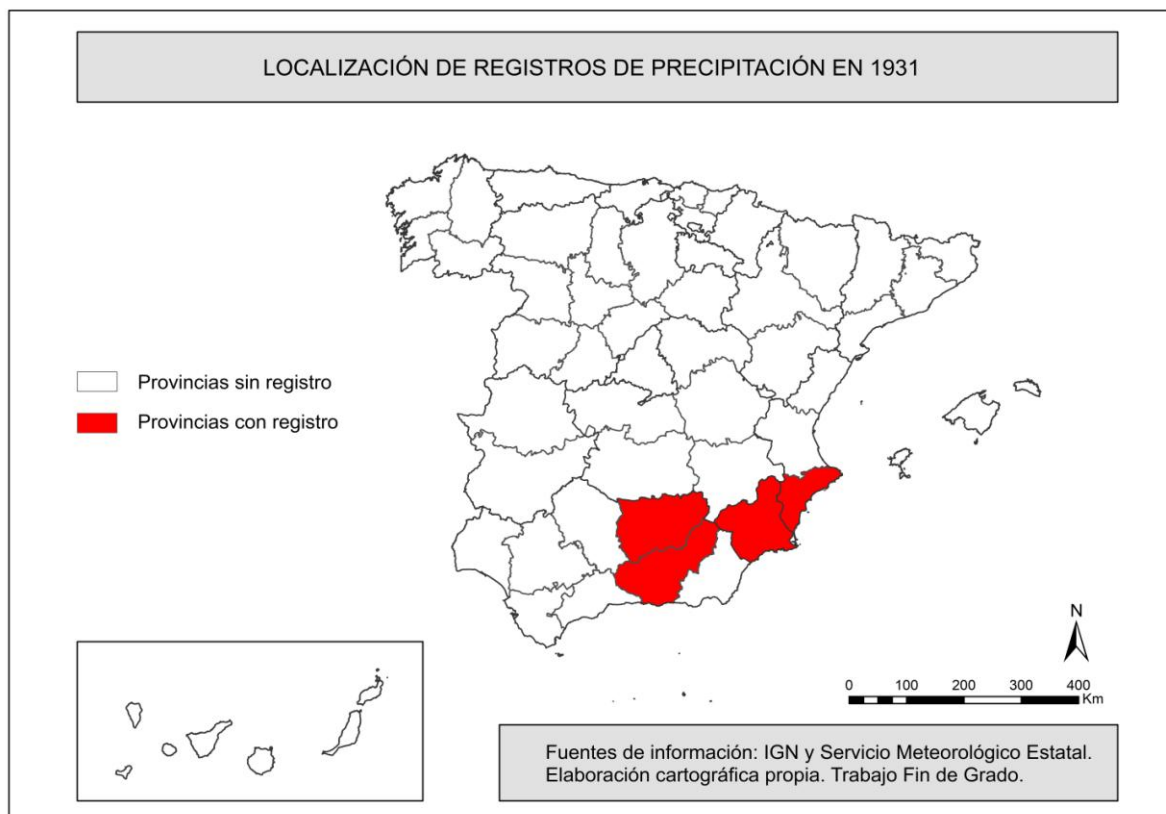 LOCALIZACIÓN DE REGISTROS DE PRECIPITACIÓN EN 1931
Provincias sin registro
Provincias con registro
N
0 100 200 300 400
Km
Fuentes de información: IGN y Servicio Meteorológico Estatal.
Elaboración cartográfica propia. Trabajo Fin de Grado.